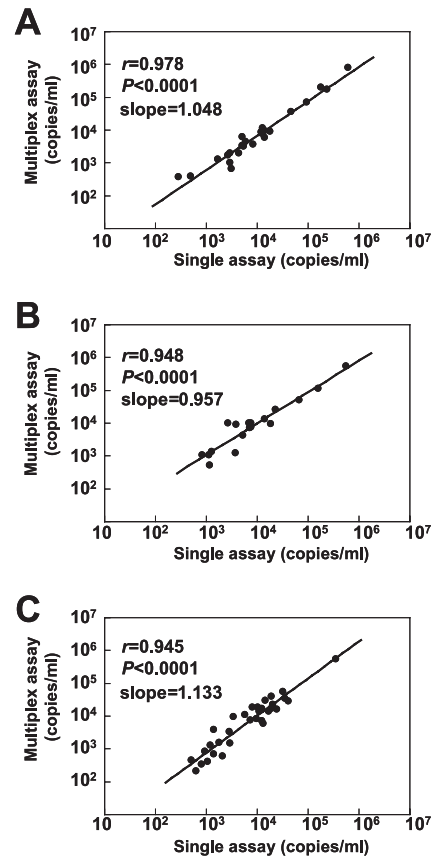 A
Multiplex assay
(copies/ml)
10⁷
10⁶
10⁵
10⁴
10³
10²
r=0.978
P<0.0001
slope=1.048
10 10² 10³ 10⁴ 10⁵ 10⁶ 10⁷
Single assay (copies/ml)
B
Multiplex assay
(copies/ml)
10⁷
10⁶
10⁵
10⁴
10³
10²
r=0.948
P<0.0001
slope=0.957
10 10² 10³ 10⁴ 10⁵ 10⁶ 10⁷
Single assay (copies/ml)
C
Multiplex assay
(copies/ml)
10⁷
10⁶
10⁵
10⁴
10³
10²
r=0.945
P<0.0001
slope=1.133
10 10² 10³ 10⁴ 10⁵ 10⁶ 10⁷
Single assay (copies/ml)